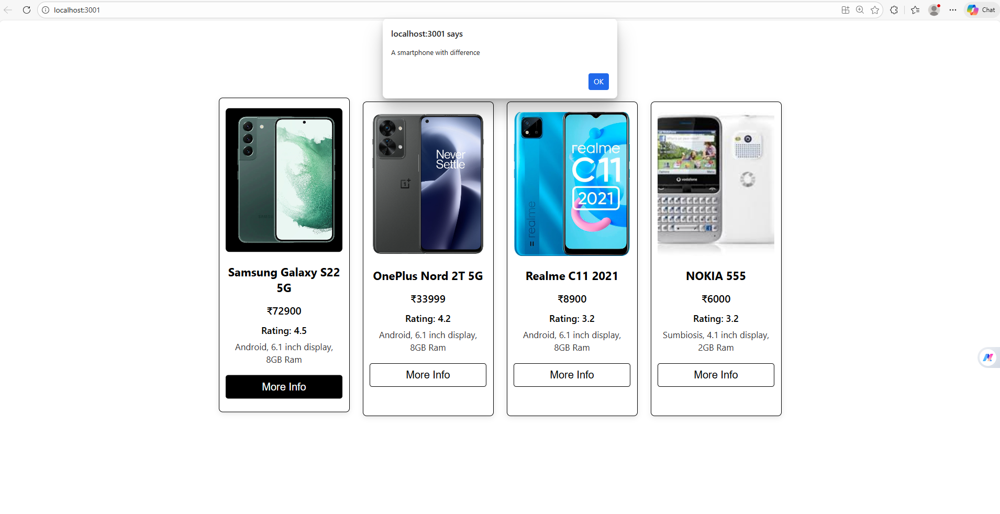 localhost:3001
Chat
localhost:3001 says
A smartphone with difference
OK
Never
Settle
realme
C11
2021
realme
vodafone
Samsung Galaxy S22
5G
₹72900
Rating: 4.5
Android, 6.1 inch display,
8GB Ram
More Info
OnePlus Nord 2T 5G
₹33999
Rating: 4.2
Android, 6.1 inch display,
8GB Ram
More Info
Realme C11 2021
₹8900
Rating: 3.2
Android, 6.1 inch display,
8GB Ram
More Info
NOKIA 555
₹6000
Rating: 3.2
Sumbiosis, 4.1 inch display,
2GB Ram
More Info